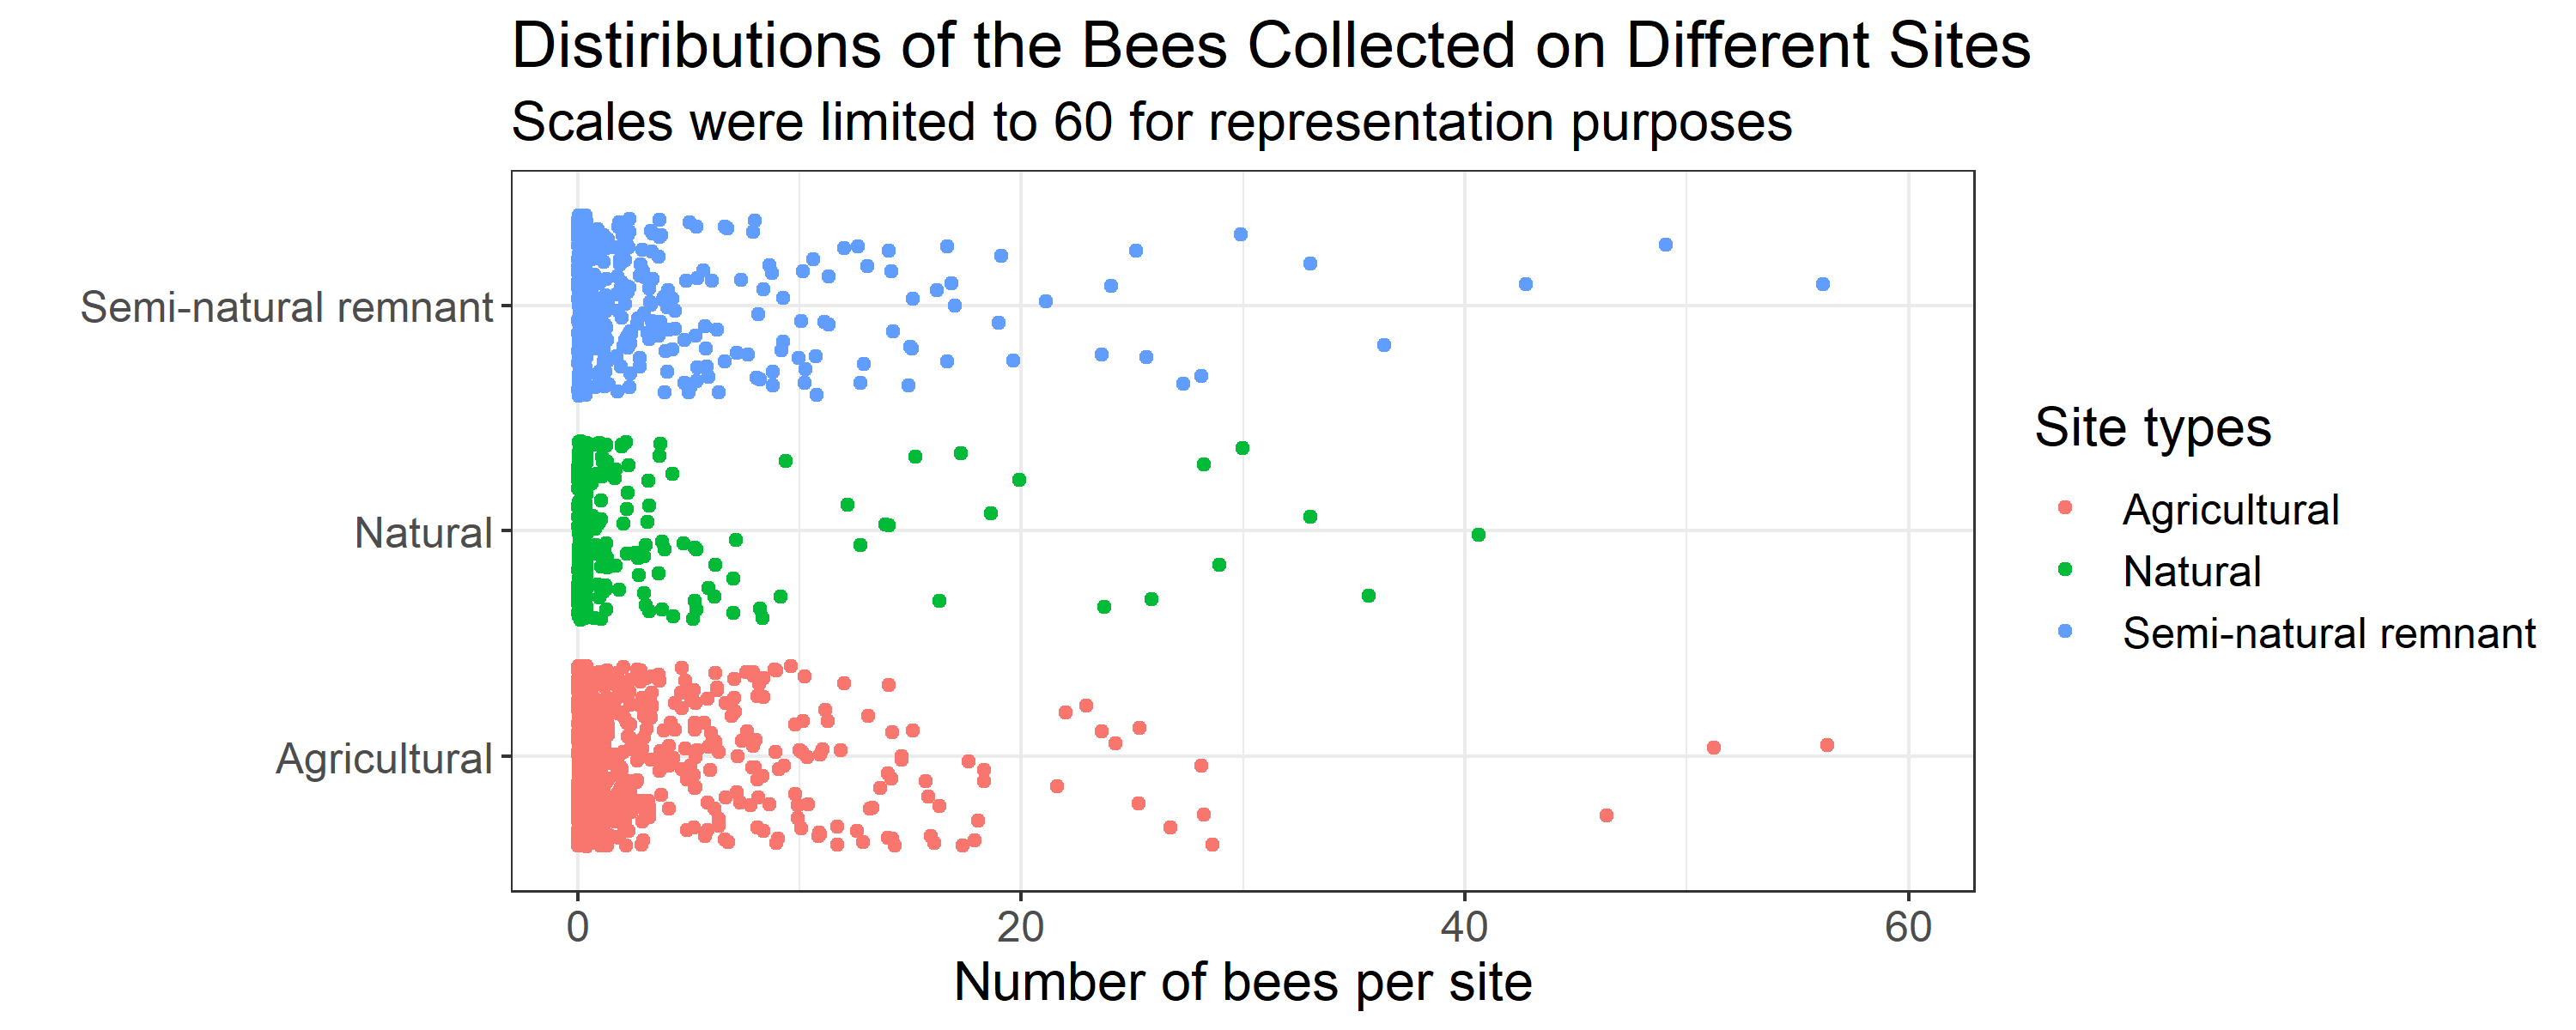 Distiributions of the Bees Collected on Different Sites
Scales were limited to 60 for representation purposes
Semi-natural remnant
Natural
Agricultural
0 20 40 60
Number of bees per site
Site types
Agricultural
Natural
Semi-natural remnant